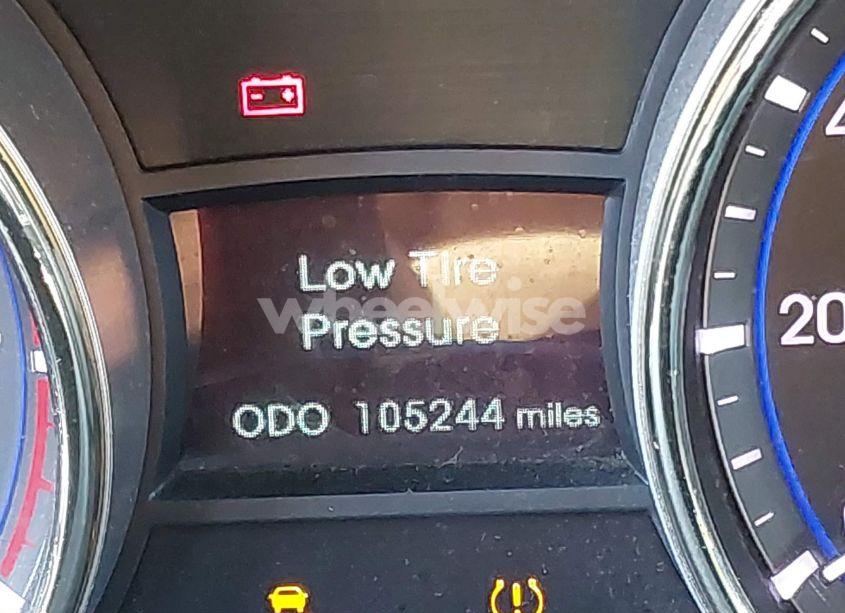 Low Tire
Pressure
wheelwise
ODO 105244 miles
20